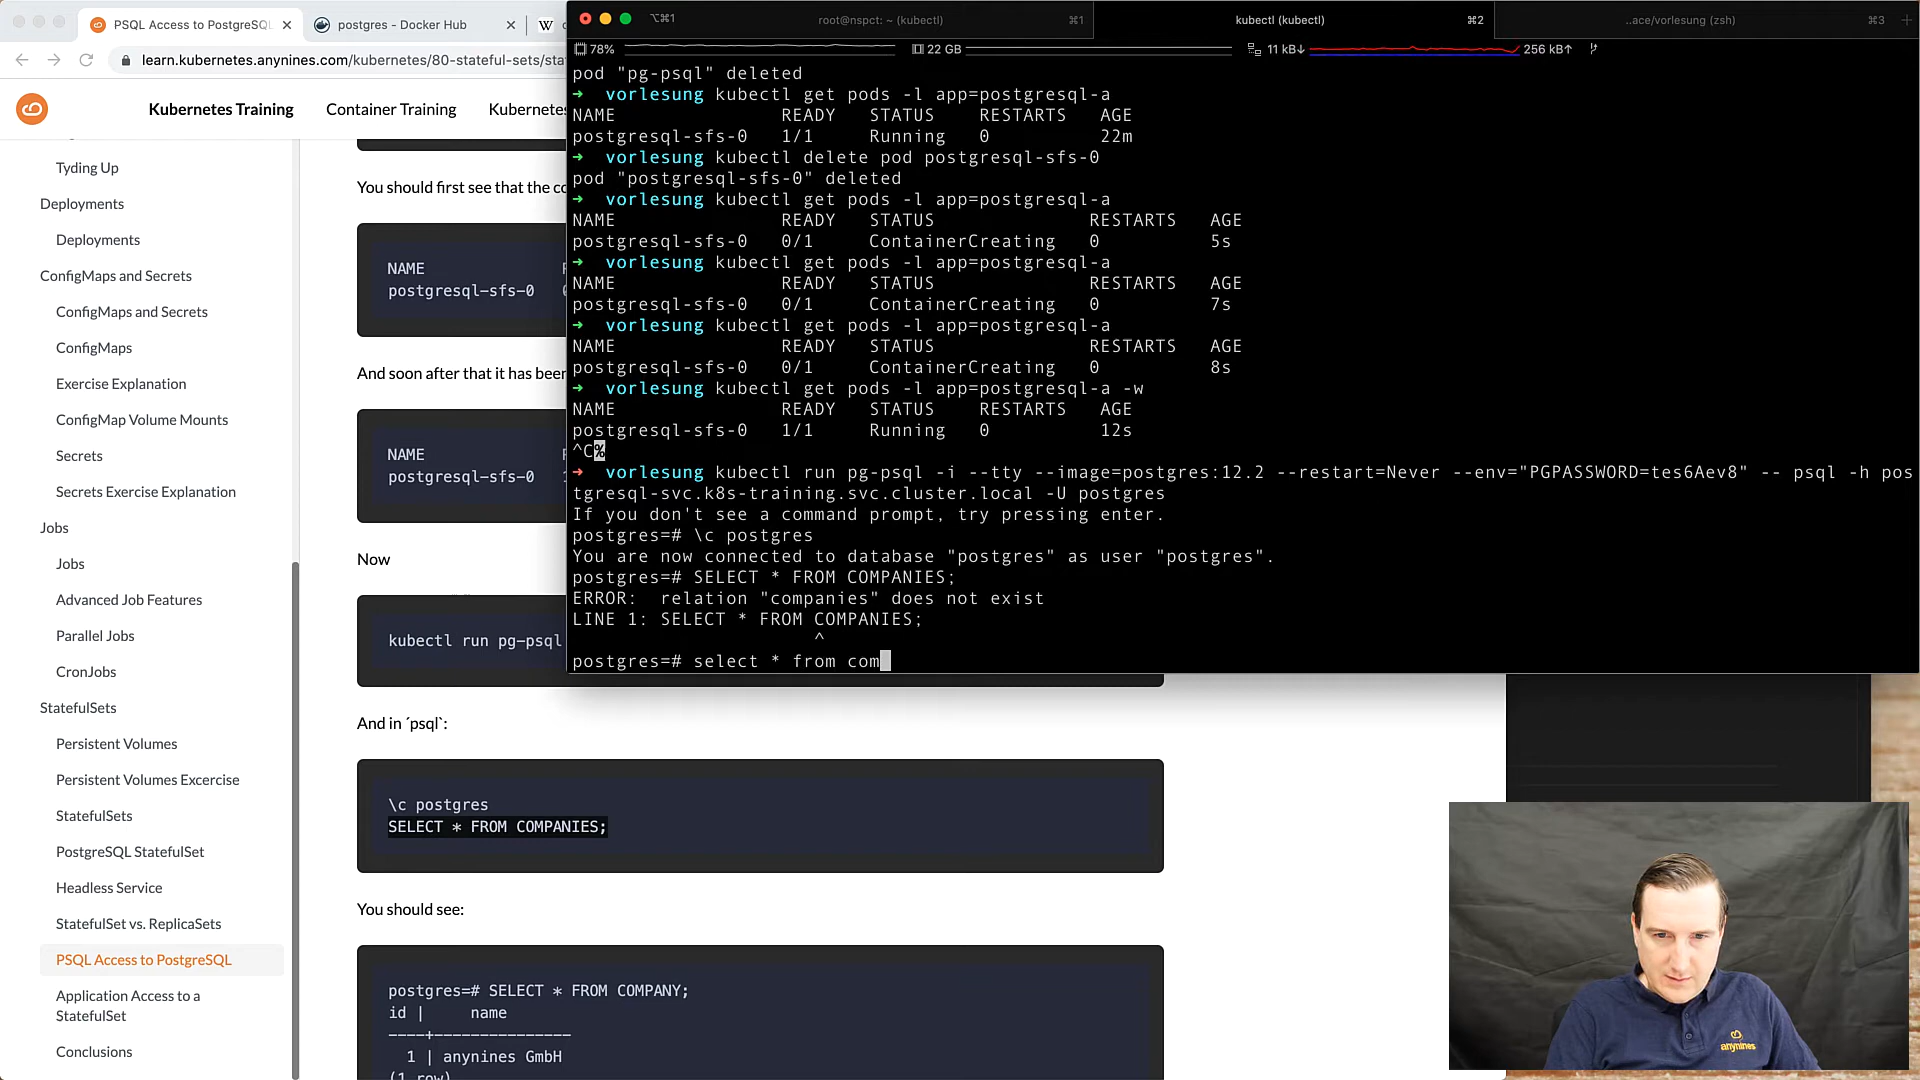 PSQL Access to PostgreSQL
postgres - Docker Hub
learn.kubernetes.anynines.com/kubernetes/80-stateful-sets/sta
Kubernetes Training
Container Training
Kubernetes
Tyding Up
Deployments
Deployments
ConfigMaps and Secrets
ConfigMaps and Secrets
ConfigMaps
Exercise Explanation
ConfigMap Volume Mounts
Secrets
Secrets Exercise Explanation
Jobs
Jobs
Advanced Job Features
Parallel Jobs
CronJobs
StatefulSets
Persistent Volumes
Persistent Volumes Excercise
StatefulSets
PostgreSQL StatefulSet
Headless Service
StatefulSet vs. ReplicaSets
PSQL Access to PostgreSQL
Application Access to a
StatefulSet
Conclusions
You should first see that the co
NAME
postgresql-sfs-0
And soon after that it has been
NAME
postgresql-sfs-0
Now
kubectl run pg-psql
And in ´psql`:
\c postgres
SELECT * FROM COMPANIES;
You should see:
postgres=# SELECT * FROM COMPANY;
id | name
----+---------------
1 | anynines GmbH
(1 row)
⌥⌘1
root@nspct: ~ (kubectl) ⌘1
kubectl (kubectl) ⌘2
..ace/vorlesung (zsh) ⌘3
78% 22 GB 11 kB↓ 256 kB↑
pod "pg-psql" deleted
➜ vorlesung kubectl get pods -l app=postgresql-a
NAME READY STATUS RESTARTS AGE
postgresql-sfs-0 1/1 Running 0 22m
➜ vorlesung kubectl delete pod postgresql-sfs-0
pod "postgresql-sfs-0" deleted
➜ vorlesung kubectl get pods -l app=postgresql-a
NAME READY STATUS RESTARTS AGE
postgresql-sfs-0 0/1 ContainerCreating 0 5s
➜ vorlesung kubectl get pods -l app=postgresql-a
NAME READY STATUS RESTARTS AGE
postgresql-sfs-0 0/1 ContainerCreating 0 7s
➜ vorlesung kubectl get pods -l app=postgresql-a
NAME READY STATUS RESTARTS AGE
postgresql-sfs-0 0/1 ContainerCreating 0 8s
➜ vorlesung kubectl get pods -l app=postgresql-a -w
NAME READY STATUS RESTARTS AGE
postgresql-sfs-0 1/1 Running 0 12s
^C%
➜ vorlesung kubectl run pg-psql -i --tty --image=postgres:12.2 --restart=Never --env="PGPASSWORD=tes6Aev8" -- psql -h pos
tgresql-svc.k8s-training.svc.cluster.local -U postgres
If you don't see a command prompt, try pressing enter.
postgres=# \c postgres
You are now connected to database "postgres" as user "postgres".
postgres=# SELECT * FROM COMPANIES;
ERROR: relation "companies" does not exist
LINE 1: SELECT * FROM COMPANIES;
^
postgres=# select * from com
anynines